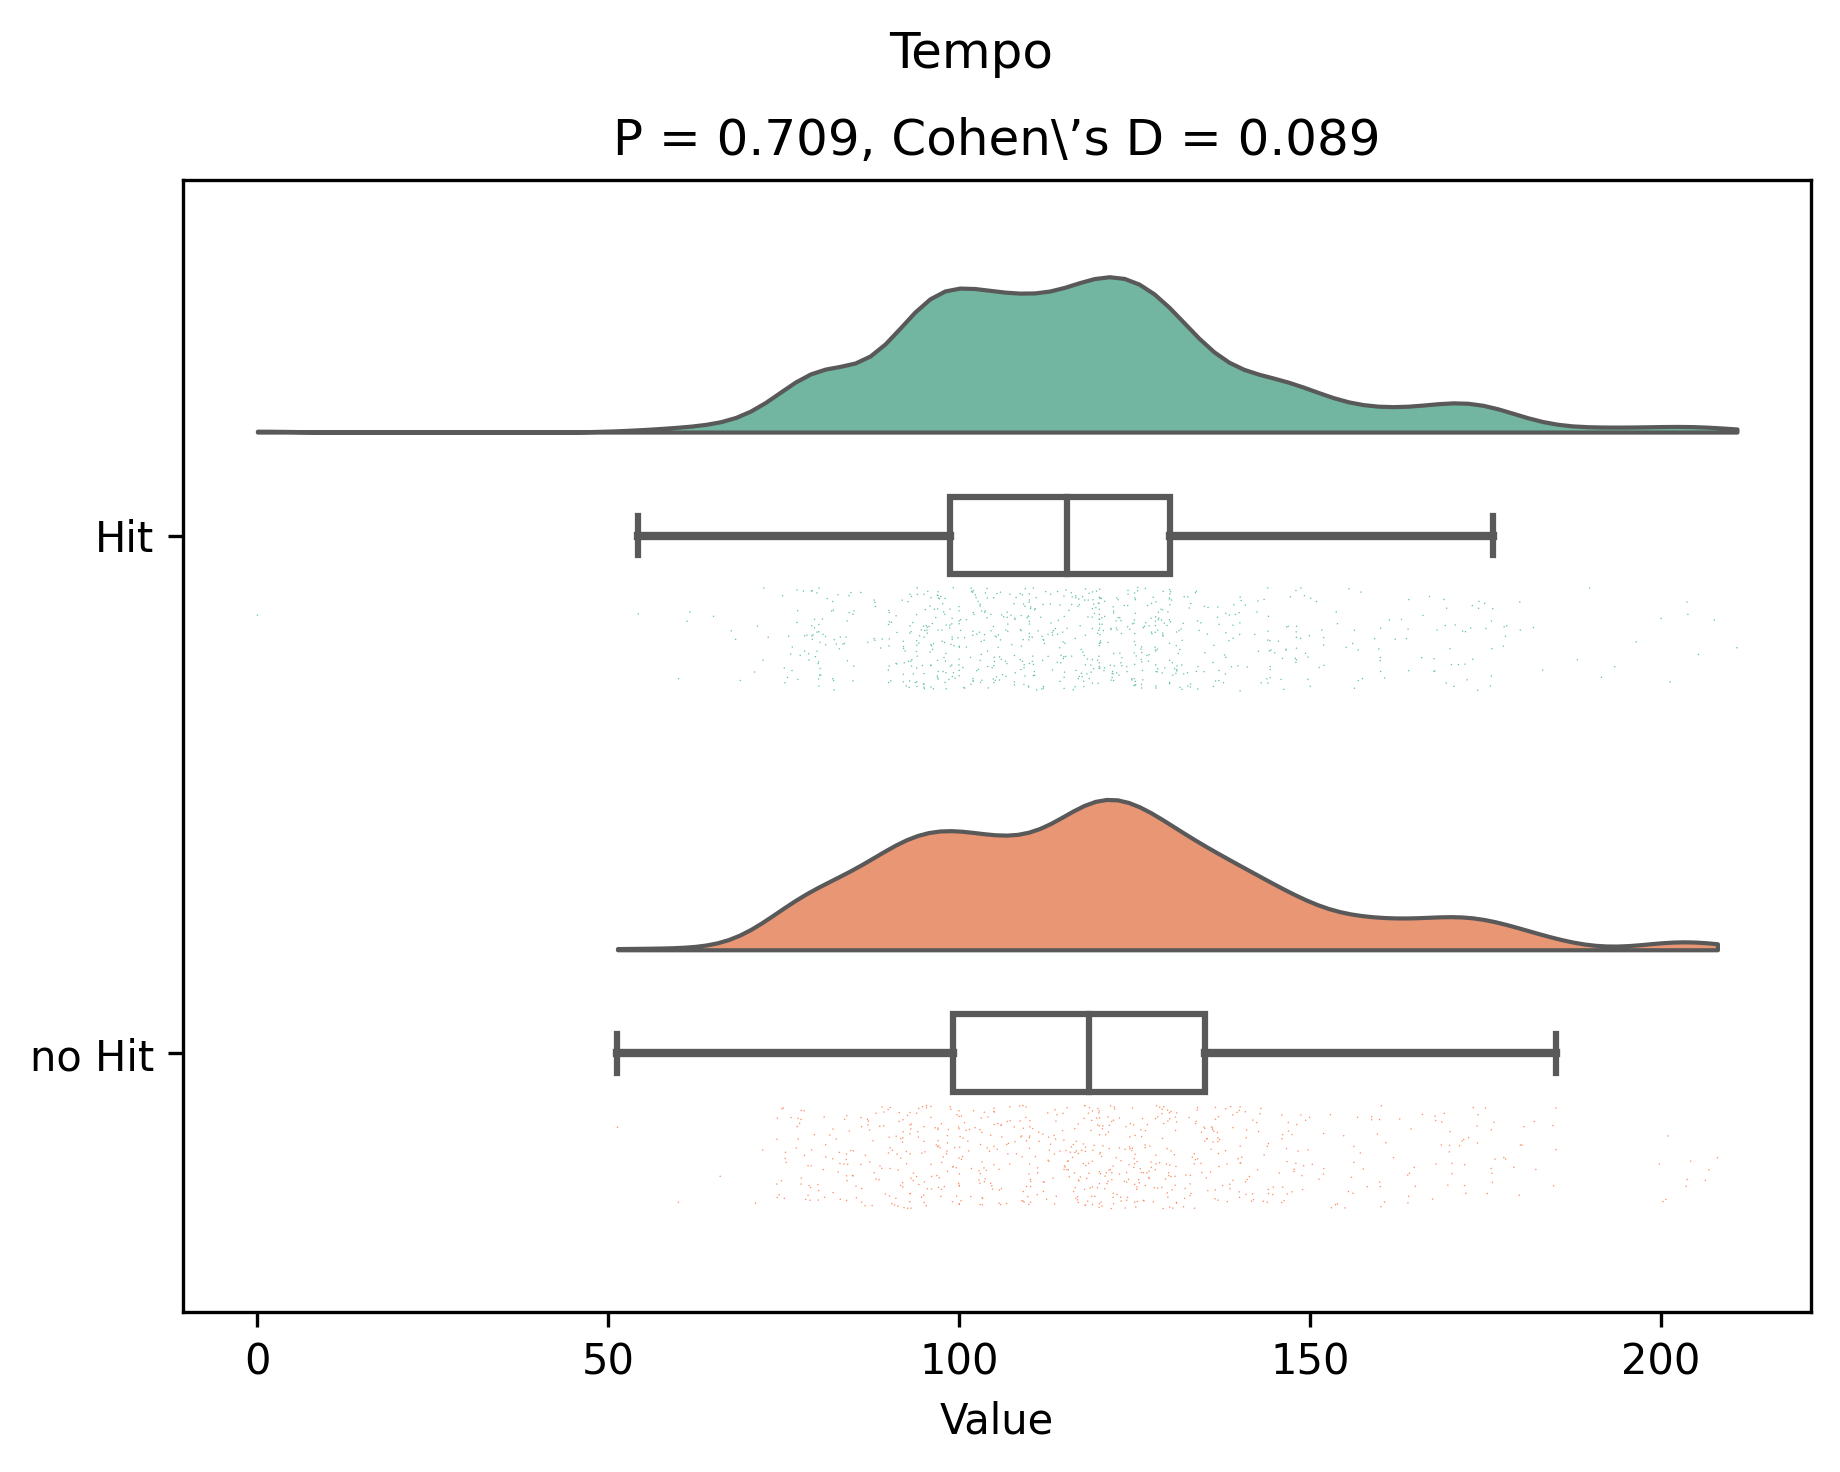 Tempo
P = 0.709, Cohen\’s D = 0.089
Hit
no Hit
0 50 100 150 200
Value